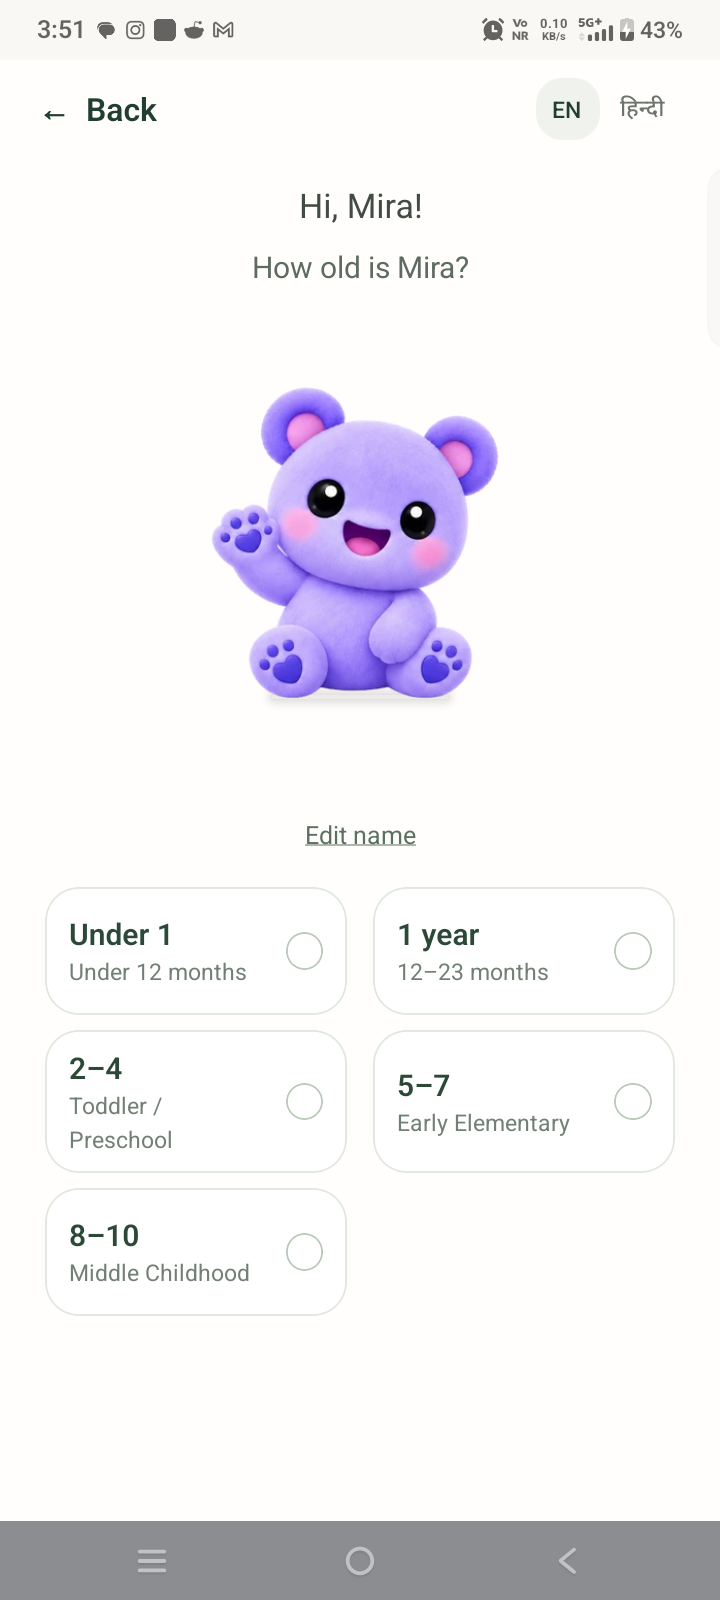 3:51
Vo NR
0.10 KB/s
5G+
43%
← Back
EN
हिन्दी
Hi, Mira!
How old is Mira?
Edit name
Under 1
Under 12 months
1 year
12–23 months
2–4
Toddler /
Preschool
5–7
Early Elementary
8–10
Middle Childhood